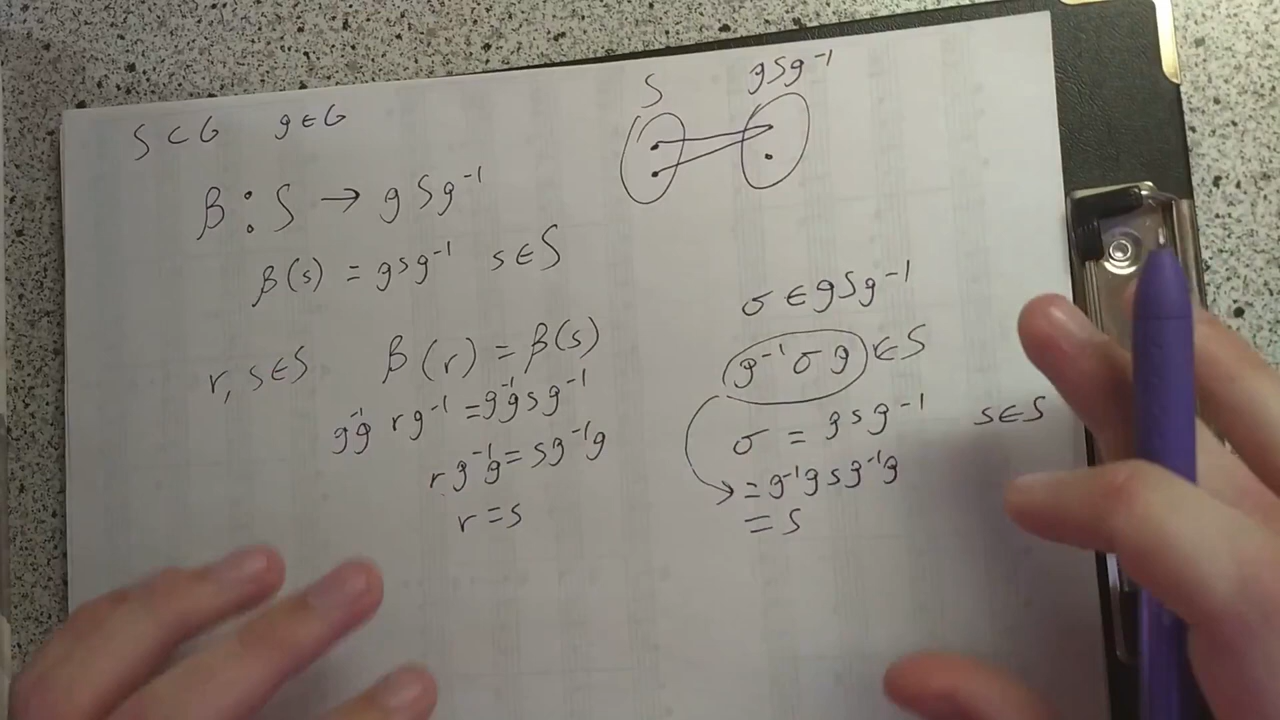 S ⊂ G g ∈ G
S gSg⁻¹
β : S → gSg⁻¹
β(s) = gsg⁻¹ s ∈ S
r, s ∈ S β(r) = β(s)
g⁻¹g rg⁻¹ = g⁻¹gsg⁻¹
rg⁻¹g = sg⁻¹g
r = s
σ ∈ gSg⁻¹
g⁻¹σg ∈ S
σ = gsg⁻¹ s ∈ S
= g⁻¹gsg⁻¹g
= s